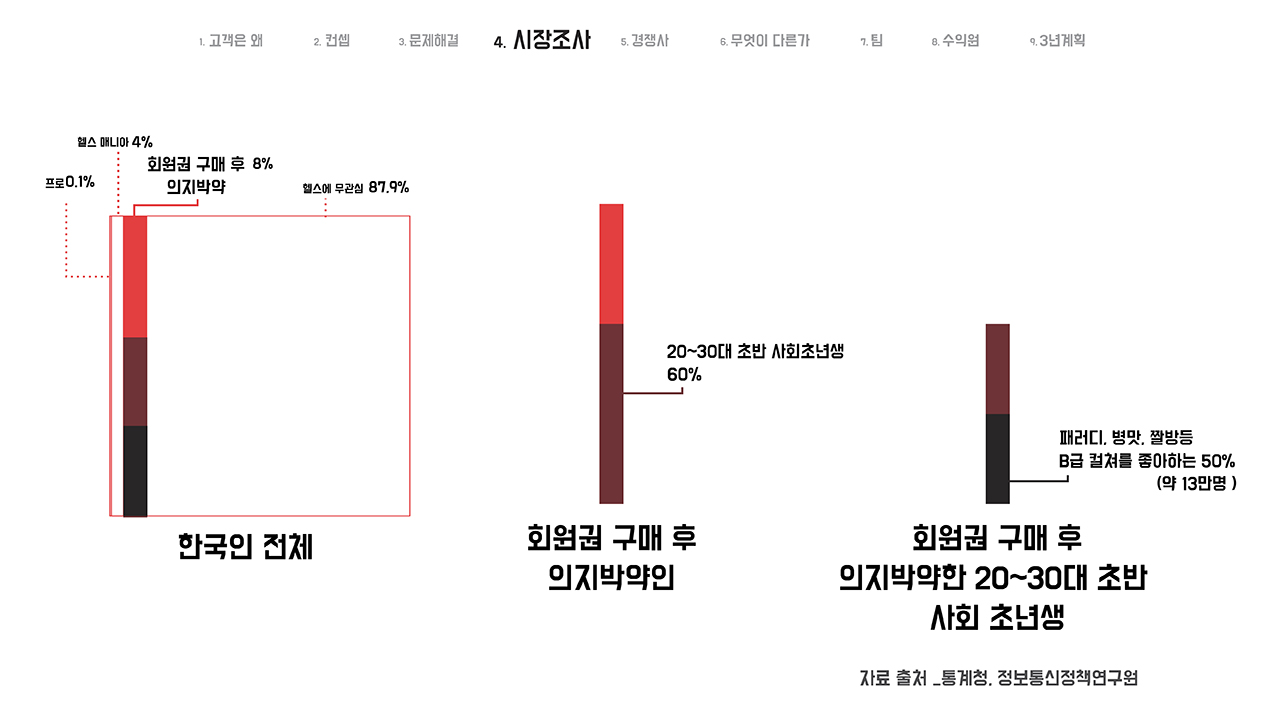 1. 고객은 왜 2. 컨셉 3. 문제해결 4. 시장조사 5. 경쟁사 6. 무엇이 다른가 7. 팀 8. 수익원 9. 3년계획
헬스 매니아 4%
프로0.1%
회원권 구매 후 8%
의지박약
헬스에 무관심 87.9%
한국인 전체
20~30대 초반 사회초년생
60%
회원권 구매 후
의지박약인
패러디, 병맛, 짤방등
B급 컬쳐를 좋아하는 50%
(약 13만명 )
회원권 구매 후
의지박약한 20~30대 초반
사회 초년생
자료 출처 _통계청, 정보통신정책연구원